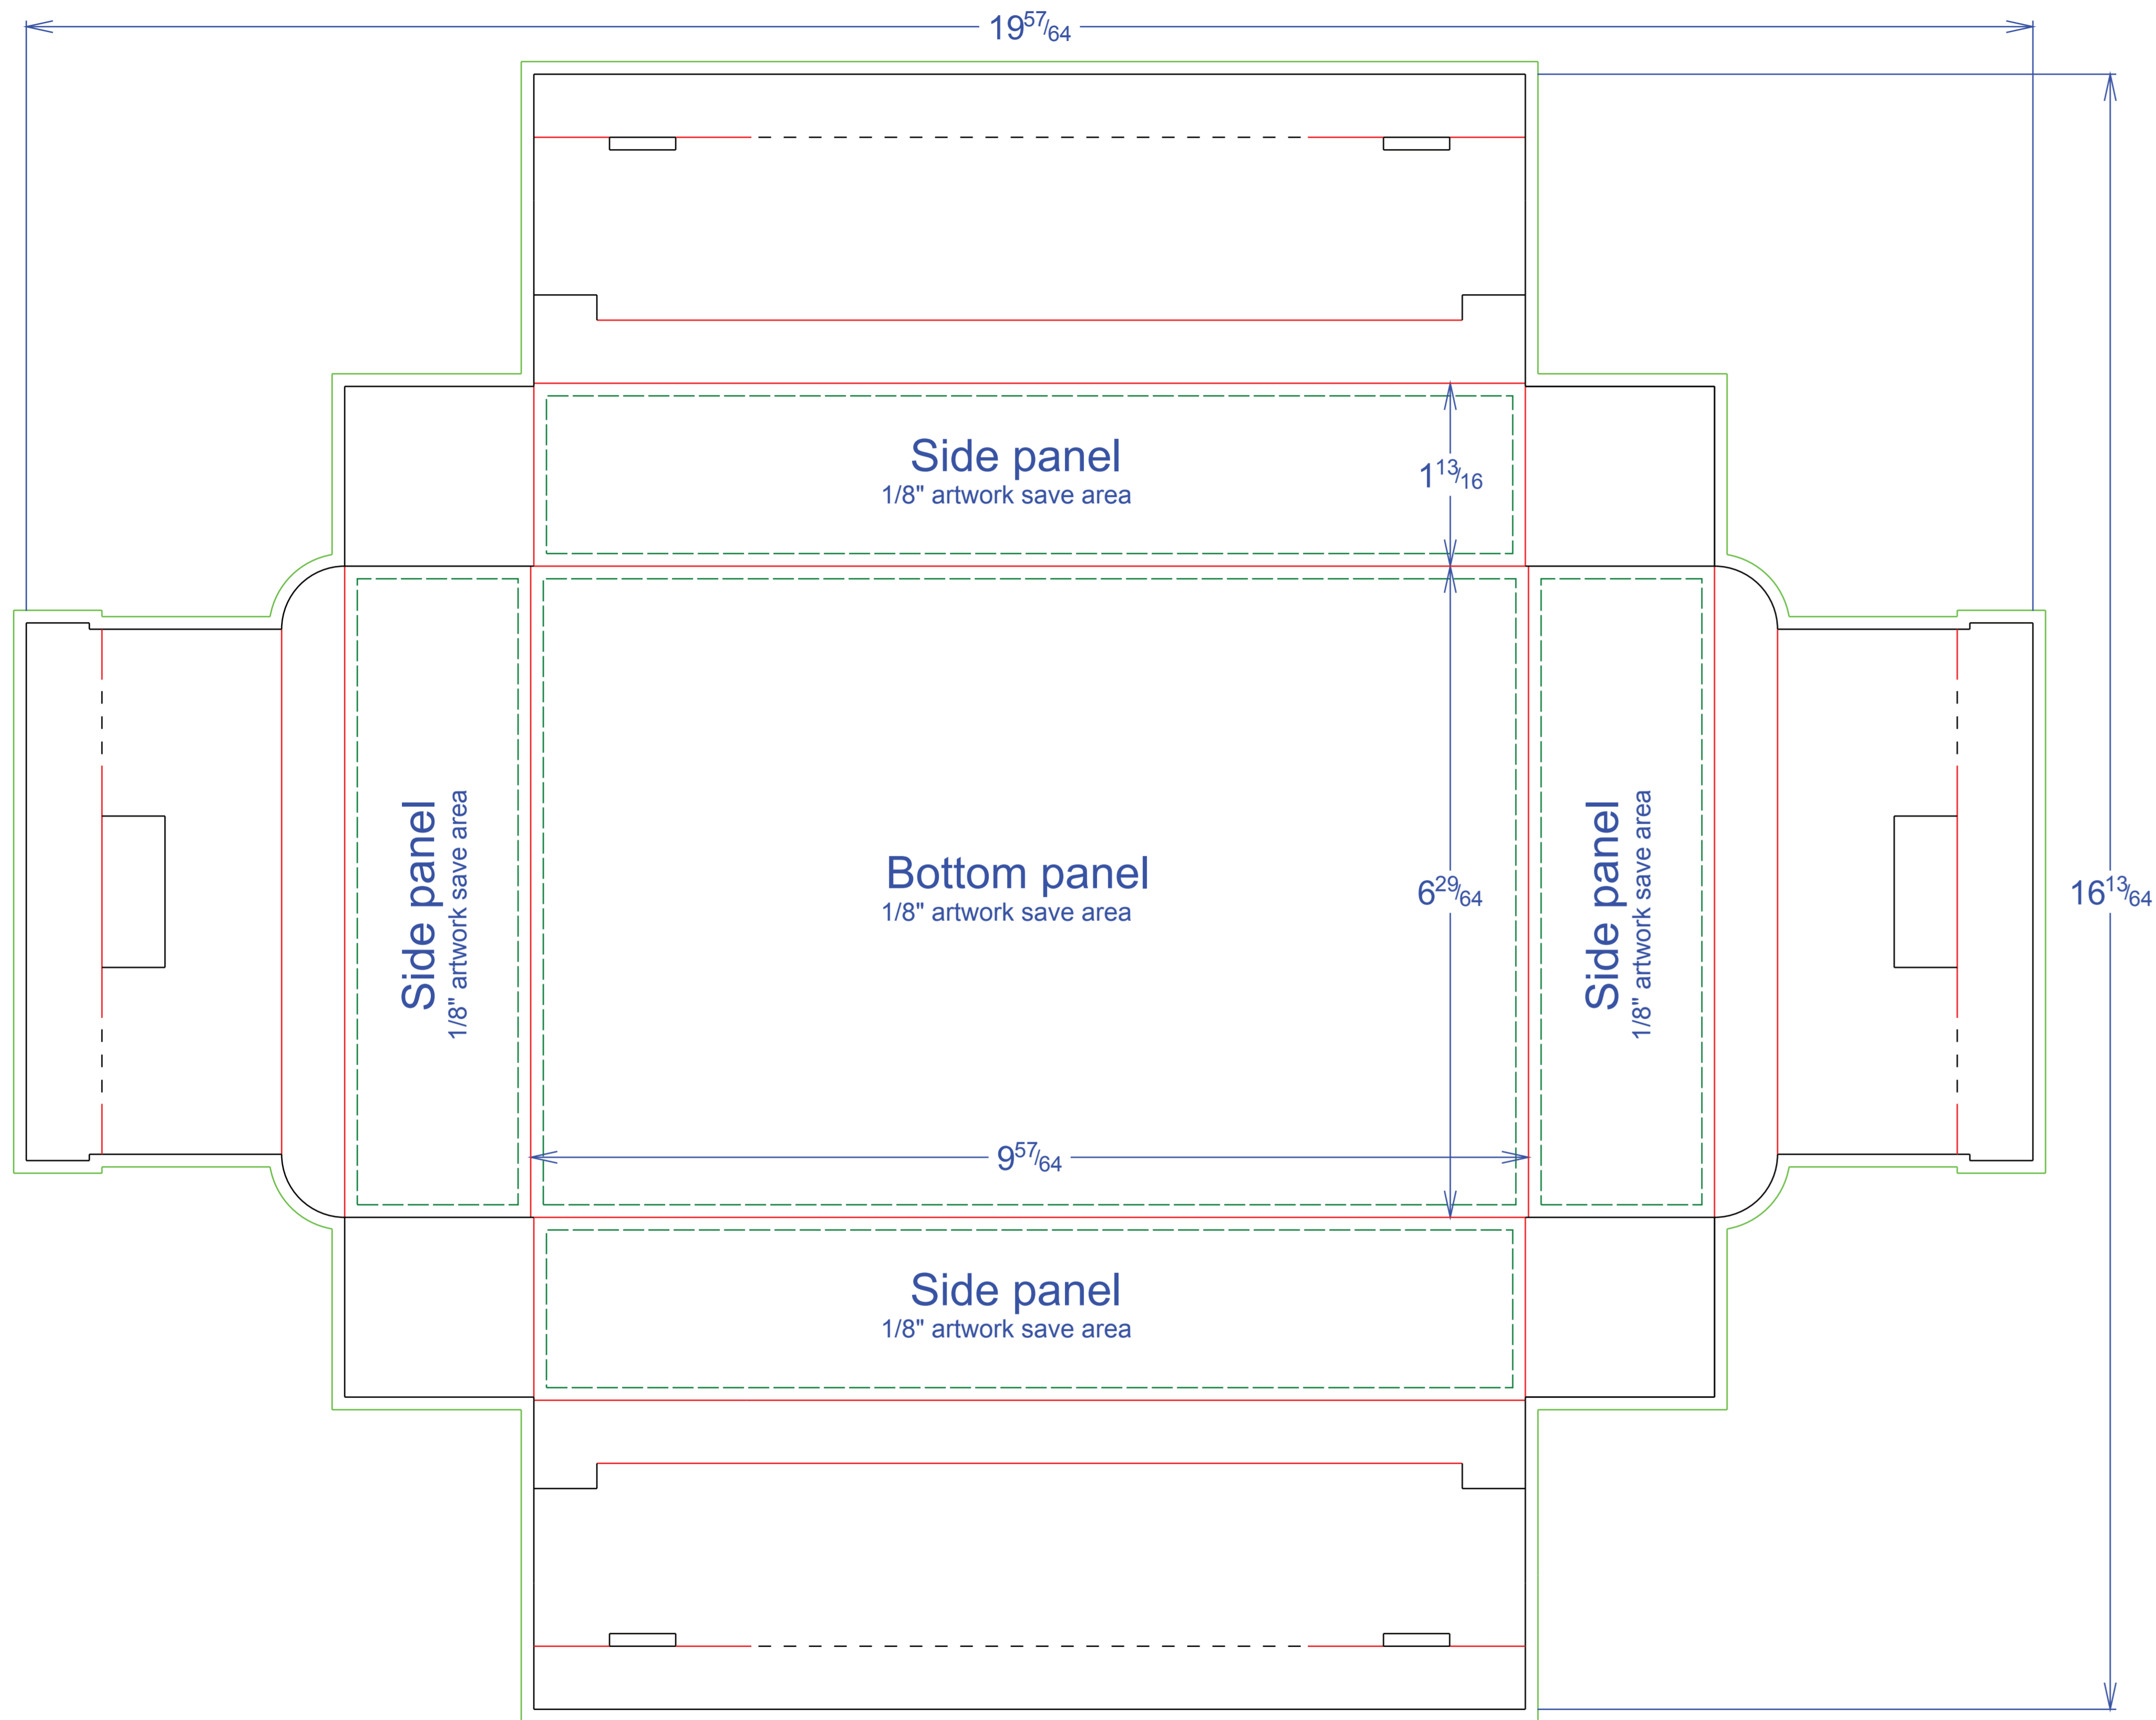 19 57/64
Side panel
1/8" artwork save area
1 13/16
Side panel
1/8" artwork save area
Bottom panel
1/8" artwork save area
6 29/64
Side panel
1/8" artwork save area
16 13/64
9 57/64
Side panel
1/8" artwork save area